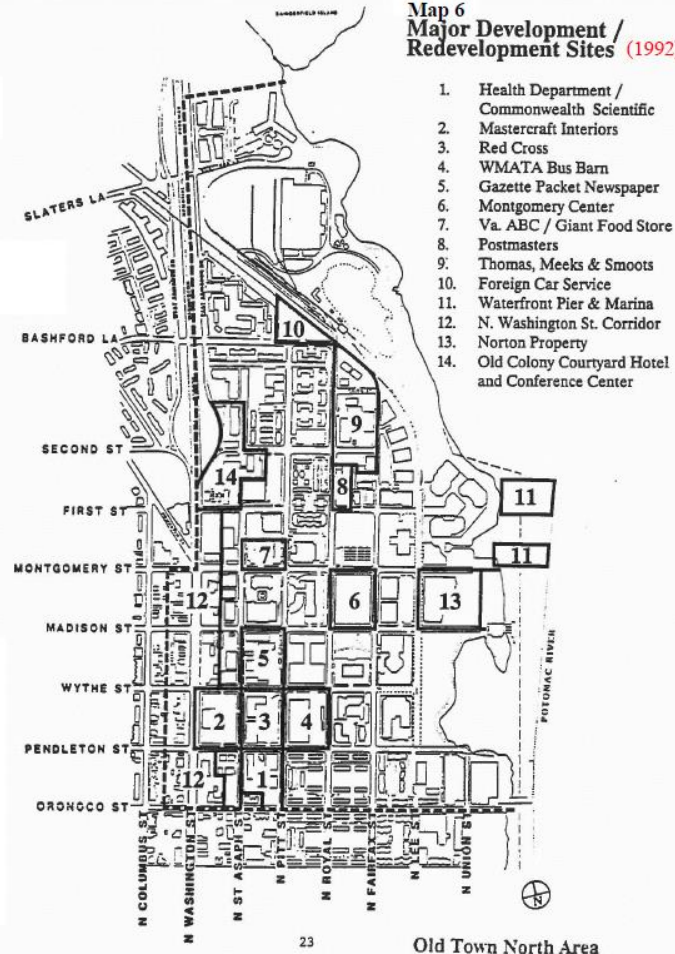 DAINGERFIELD ISLAND
Map 6
Major Development /
Redevelopment Sites (1992)
1. Health Department /
Commonwealth Scientific
2. Mastercraft Interiors
3. Red Cross
4. WMATA Bus Barn
5. Gazette Packet Newspaper
6. Montgomery Center
7. Va. ABC / Giant Food Store
8. Postmasters
9. Thomas, Meeks & Smoots
10. Foreign Car Service
11. Waterfront Pier & Marina
12. N. Washington St. Corridor
13. Norton Property
14. Old Colony Courtyard Hotel
and Conference Center
SLATERS LA
10
BASHFORD LA
9
SECOND ST
14
8
11
FIRST ST
7
11
MONTGOMERY ST
12
6
13
MADISON ST
5
WYTHE ST
POTOMAC RIVER
2
3
4
PENDLETON ST
12
1
ORONOCO ST
N COLUMBUS ST
N WASHINGTON ST
N ST ASAPH ST
N PITT ST
N ROYAL ST
N FAIRFAX ST
N LEE ST
N UNION ST
N
23
Old Town North Area